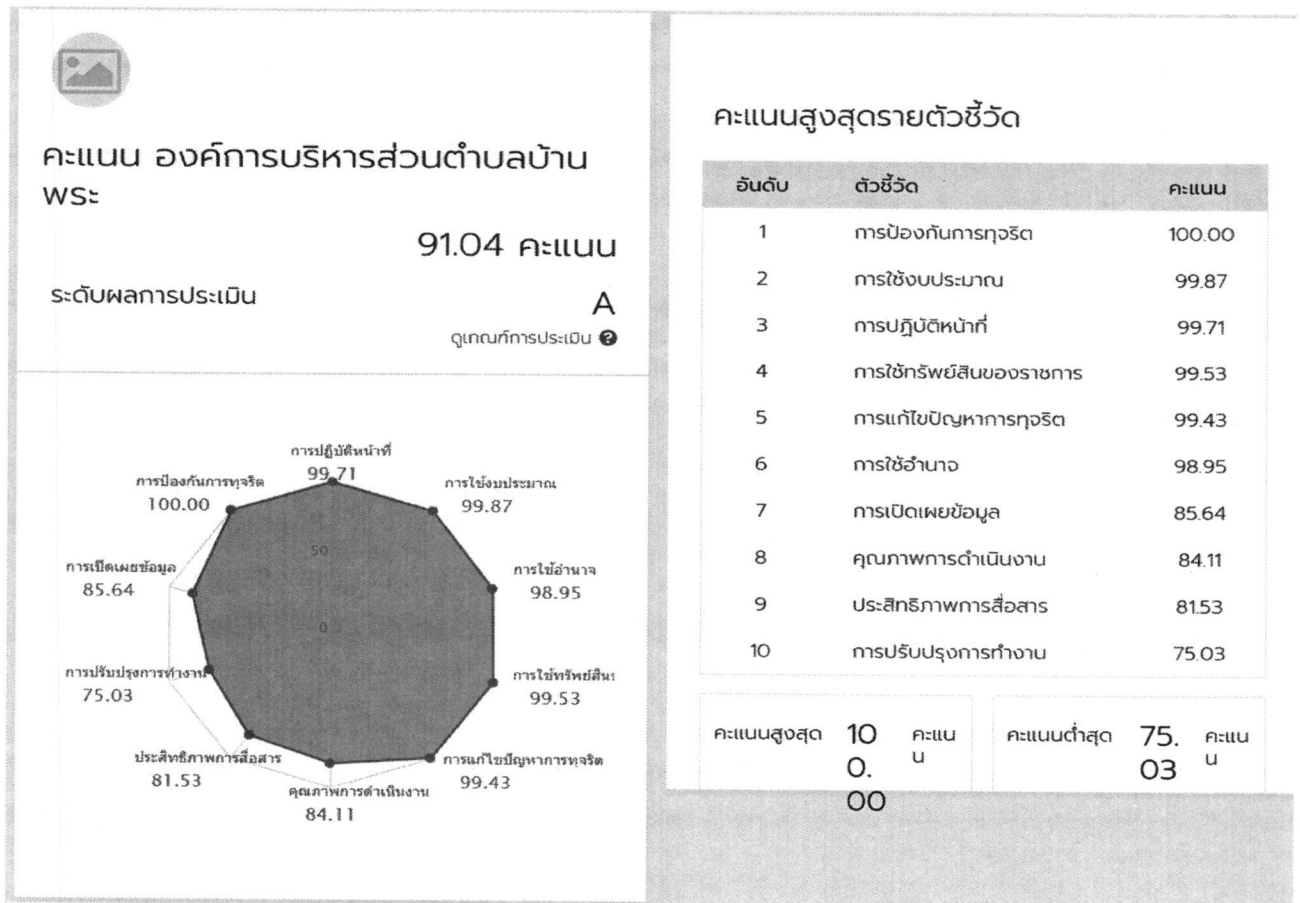 คะแนน องค์การบริหารส่วนตำบลบ้าน
พระ
91.04 คะแนน
ระดับผลการประเมิน A
ดูเกณฑ์การประเมิน
การปฏิบัติหน้าที่
99.71
การป้องกันการทุจริต
100.00
การใช้งบประมาณ
99.87
50
การเปิดเผยข้อมูล
85.64
การใช้อำนาจ
98.95
0
การปรับปรุงการทำงาน
75.03
การใช้ทรัพย์สินข
99.53
ประสิทธิภาพการสื่อสาร
81.53
การแก้ไขปัญหาการทุจริต
99.43
คุณภาพการดำเนินงาน
84.11
คะแนนสูงสุดรายตัวชี้วัด
อันดับ ตัวชี้วัด คะแนน
1 การป้องกันการทุจริต 100.00
2 การใช้งบประมาณ 99.87
3 การปฏิบัติหน้าที่ 99.71
4 การใช้ทรัพย์สินของราชการ 99.53
5 การแก้ไขปัญหาการทุจริต 99.43
6 การใช้อำนาจ 98.95
7 การเปิดเผยข้อมูล 85.64
8 คุณภาพการดำเนินงาน 84.11
9 ประสิทธิภาพการสื่อสาร 81.53
10 การปรับปรุงการทำงาน 75.03
คะแนนสูงสุด 10 คะแน
0. น
00
คะแนนต่ำสุด 75. คะแน
03 น